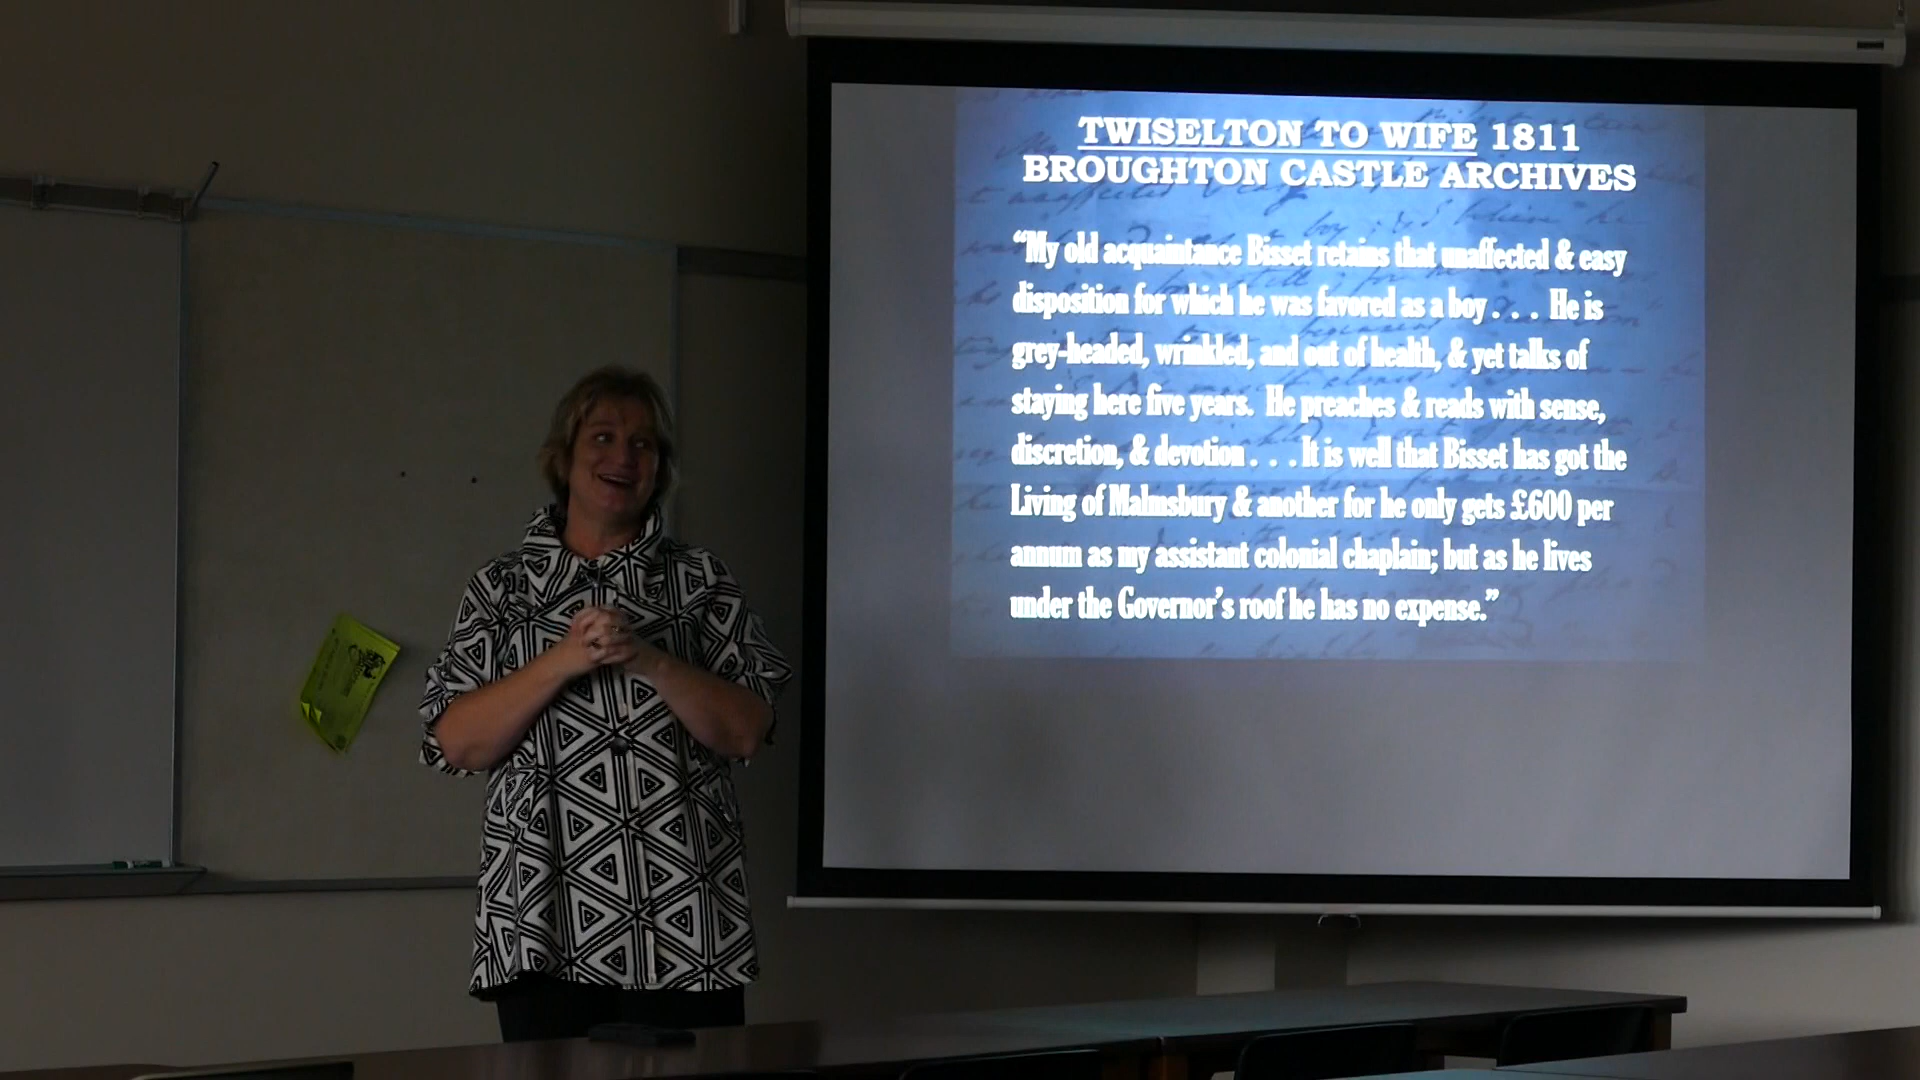 TWISELTON TO WIFE 1811
BROUGHTON CASTLE ARCHIVES
“My old acquaintance Bisset retains that unaffected & easy
disposition for which he was favored as a boy . . . He is
grey-headed, wrinkled, and out of health, & yet talks of
staying here five years. He preaches & reads with sense,
discretion, & devotion . . . .It is well that Bisset has got the
Living of Malmsbury & another for he only gets £600 per
annum as my assistant colonial chaplain; but as he lives
under the Governor’s roof he has no expense.”